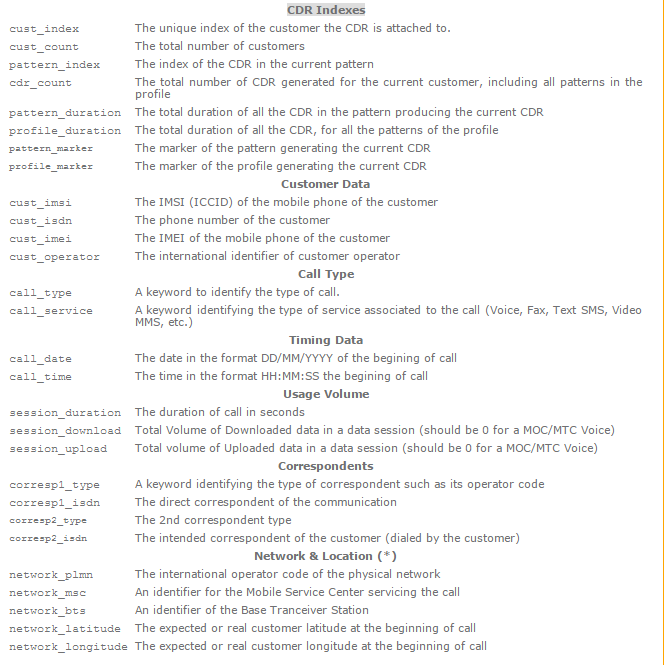 CDR Indexes
cust_index The unique index of the customer the CDR is attached to.
cust_count The total number of customers
pattern_index The index of the CDR in the current pattern
cdr_count The total number of CDR generated for the current customer, including all patterns in the
profile
pattern_duration The total duration of all the CDR in the pattern producing the current CDR
profile_duration The total duration of all the CDR, for all the patterns of the profile
pattern_marker The marker of the pattern generating the current CDR
profile_marker The marker of the profile generating the current CDR
Customer Data
cust_imsi The IMSI (ICCID) of the mobile phone of the customer
cust_isdn The phone number of the customer
cust_imei The IMEI of the mobile phone of the customer
cust_operator The international identifier of customer operator
Call Type
call_type A keyword to identify the type of call.
call_service A keyword identifying the type of service associated to the call (Voice, Fax, Text SMS, Video
MMS, etc.)
Timing Data
call_date The date in the format DD/MM/YYYY of the begining of call
call_time The time in the format HH:MM:SS the begining of call
Usage Volume
session_duration The duration of call in seconds
session_download Total Volume of Downloaded data in a data session (should be 0 for a MOC/MTC Voice)
session_upload Total volume of Uploaded data in a data session (should be 0 for a MOC/MTC Voice)
Correspondents
corresp1_type A keyword identifying the type of correspondent such as its operator code
corresp1_isdn The direct correspondent of the communication
corresp2_type The 2nd correspondent type
corresp2_isdn The intended correspondent of the customer (dialed by the customer)
Network & Location (*)
network_plmn The international operator code of the physical network
network_msc An identifier for the Mobile Service Center servicing the call
network_bts An identifier of the Base Tranceiver Station
network_latitude The expected or real customer latitude at the beginning of call
network_longitude The expected or real customer longitude at the beginning of call